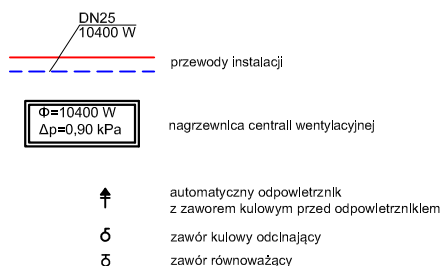 DN25
10400 W
przewody instalacji
Φ=10400 W
Δp=0,90 kPa
nagrzewnica centrali wentylacyjnej
automatyczny odpowietrznik
z zaworem kulowym przed odpowietrznikiem
zawór kulowy odcinający
zawór równoważący